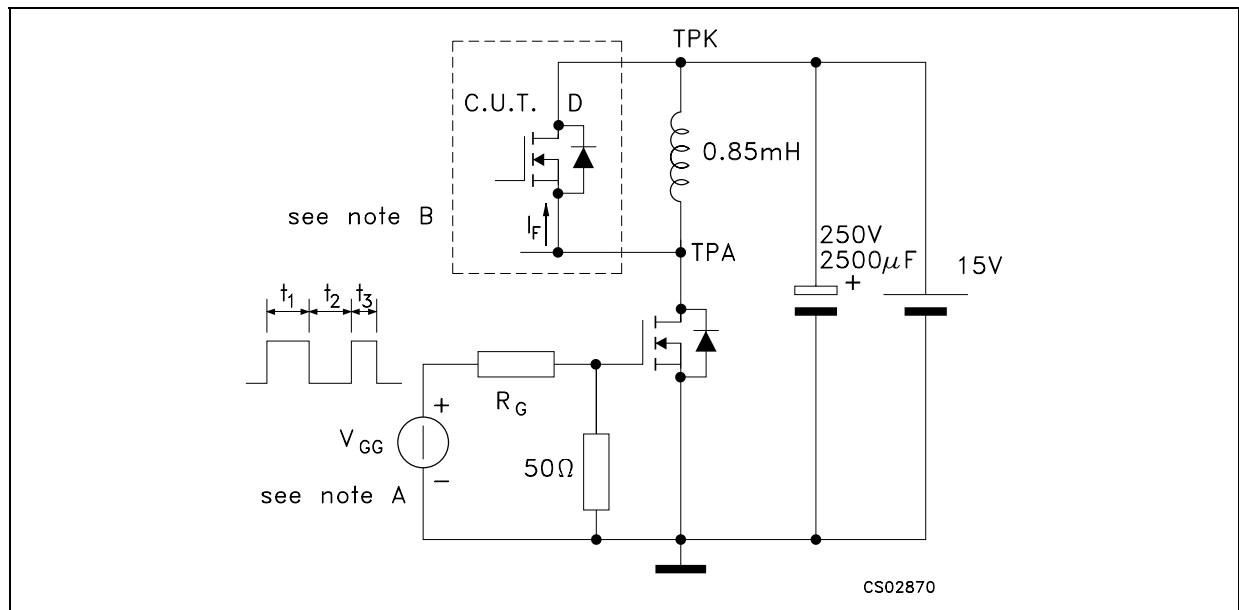 TPK
C.U.T. D
0.85mH
see note B
I_F
TPA
250V
2500µF
+
15V
t₁ t₂ t₃
R_G
+
V_GG
50Ω
−
see note A
CS02870